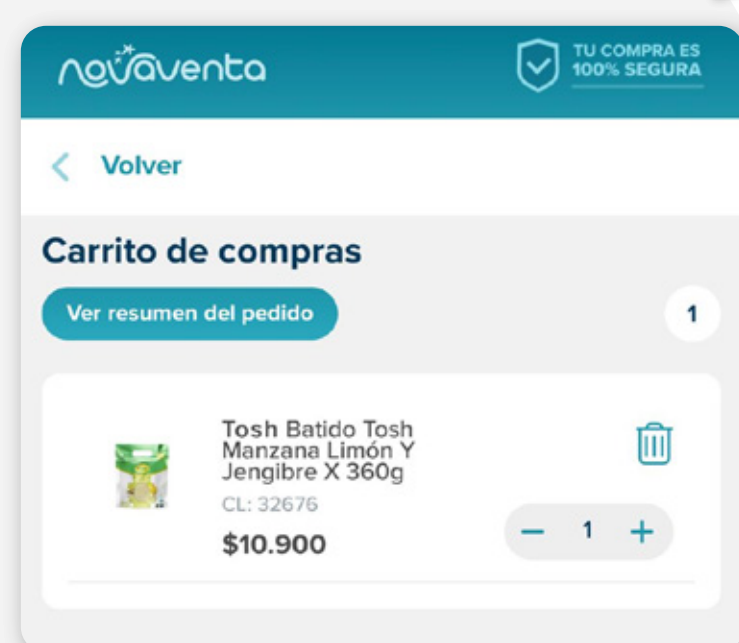 novaventa
TU COMPRA ES
100% SEGURA
Volver
Carrito de compras
Ver resumen del pedido
1
Tosh Batido Tosh
Manzana Limón Y
Jengibre X 360g
CL: 32676
$10.900
− 1 +